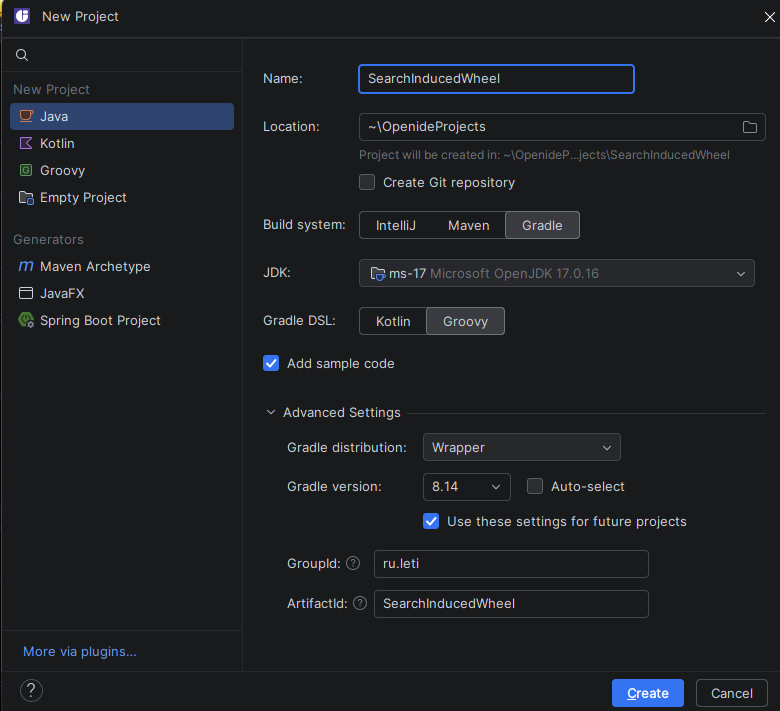 New Project
New Project
Java
Kotlin
Groovy
Empty Project
Generators
Maven Archetype
JavaFX
Spring Boot Project
More via plugins...
Name: SearchInducedWheel
Location: ~\OpenideProjects
Project will be created in: ~\OpenideP...jects\SearchInducedWheel
Create Git repository
Build system: IntelliJ Maven Gradle
JDK: ms-17 Microsoft OpenJDK 17.0.16
Gradle DSL: Kotlin Groovy
Add sample code
Advanced Settings
Gradle distribution: Wrapper
Gradle version: 8.14 Auto-select
Use these settings for future projects
GroupId: ? ru.leti
ArtifactId: ? SearchInducedWheel
? Create Cancel